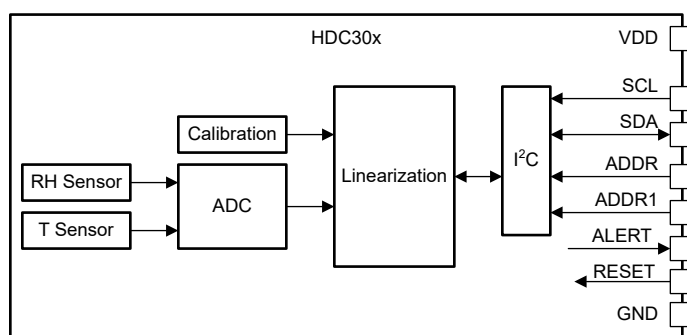 HDC30x
VDD
SCL
SDA
ADDR
ADDR1
ALERT
RESET
GND
Calibration
RH Sensor
T Sensor
ADC
Linearization
I²C